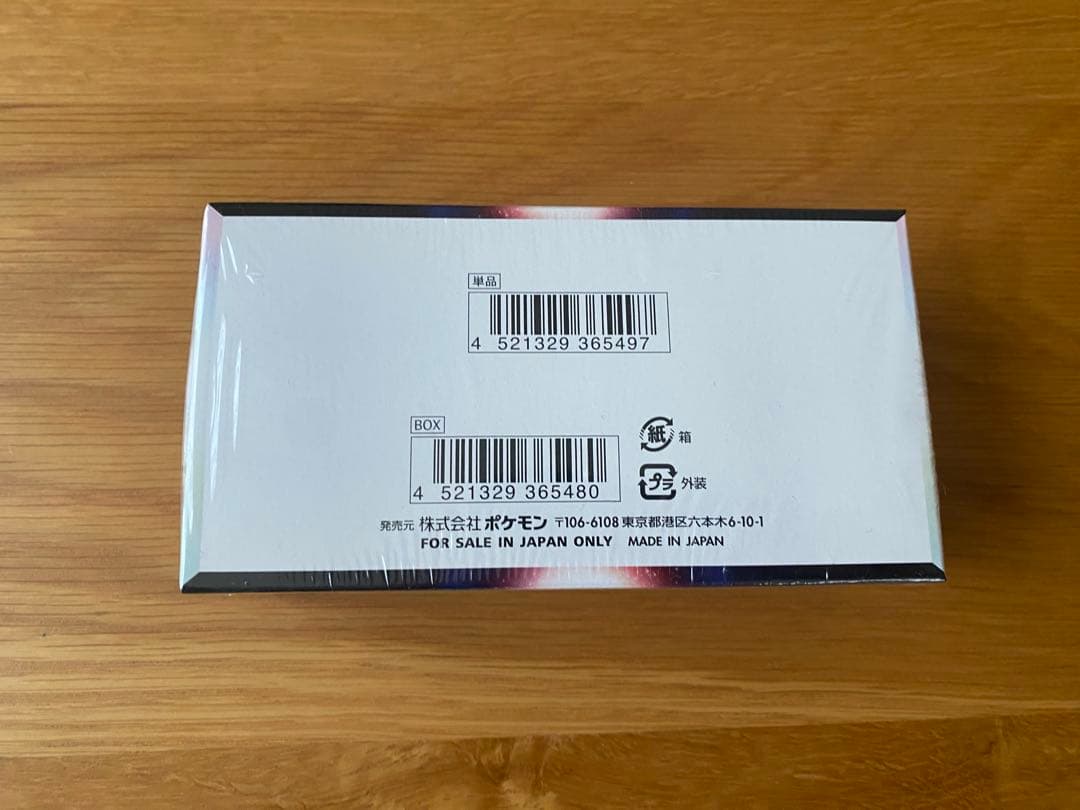 単品
4 521329 365497
BOX
4 521329 365480
紙 箱
プラ 外装
発売元 株式会社 ポケモン 〒106-6108 東京都港区六本木6-10-1
FOR SALE IN JAPAN ONLY MADE IN JAPAN